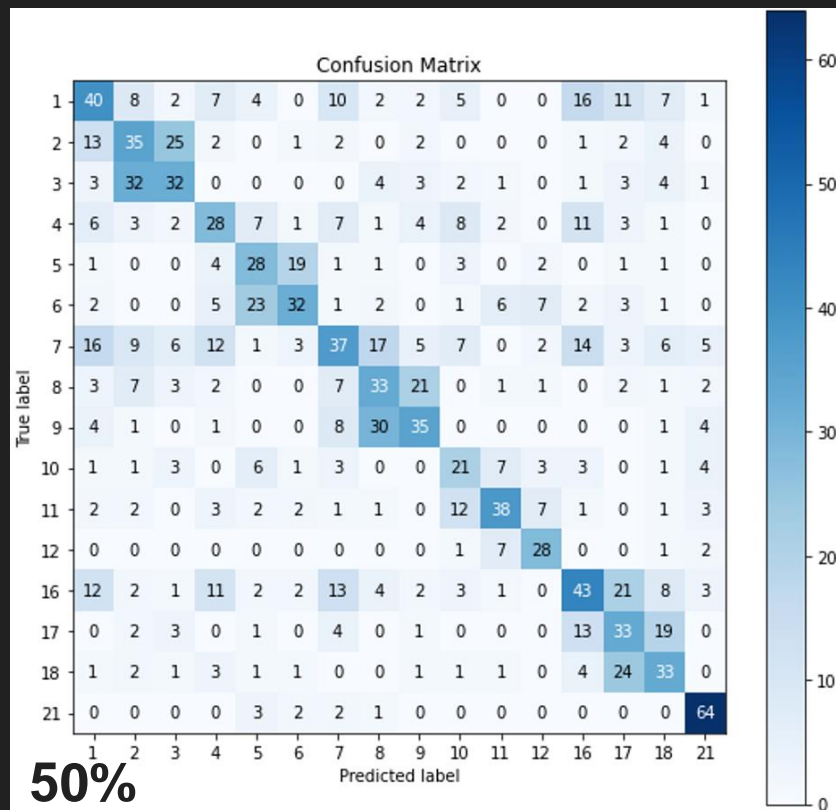 Confusion Matrix
1 40 8 2 7 4 0 10 2 2 5 0 0 16 11 7 1
2 13 35 25 2 0 1 2 0 2 0 0 0 1 2 4 0
3 3 32 32 0 0 0 0 4 3 2 1 0 1 3 4 1
4 6 3 2 28 7 1 7 1 4 8 2 0 11 3 1 0
5 1 0 0 4 28 19 1 1 0 3 0 2 0 1 1 0
6 2 0 0 5 23 32 1 2 0 1 6 7 2 3 1 0
7 16 9 6 12 1 3 37 17 5 7 0 2 14 3 6 5
8 3 7 3 2 0 0 7 33 21 0 1 1 0 2 1 2
9 4 1 0 1 0 0 8 30 35 0 0 0 0 0 1 4
10 1 1 3 0 6 1 3 0 0 21 7 3 3 0 1 4
11 2 2 0 3 2 2 1 1 0 12 38 7 1 0 1 3
12 0 0 0 0 0 0 0 0 0 1 7 28 0 0 1 2
16 12 2 1 11 2 2 13 4 2 3 1 0 43 21 8 3
17 0 2 3 0 1 0 4 0 1 0 0 0 13 33 19 0
18 1 2 1 3 1 1 0 0 1 1 1 0 4 24 33 0
21 0 0 0 0 3 2 2 1 0 0 0 0 0 0 0 64
1 2 3 4 5 6 7 8 9 10 11 12 16 17 18 21
True label
Predicted label
50%
60
50
40
30
20
10
0